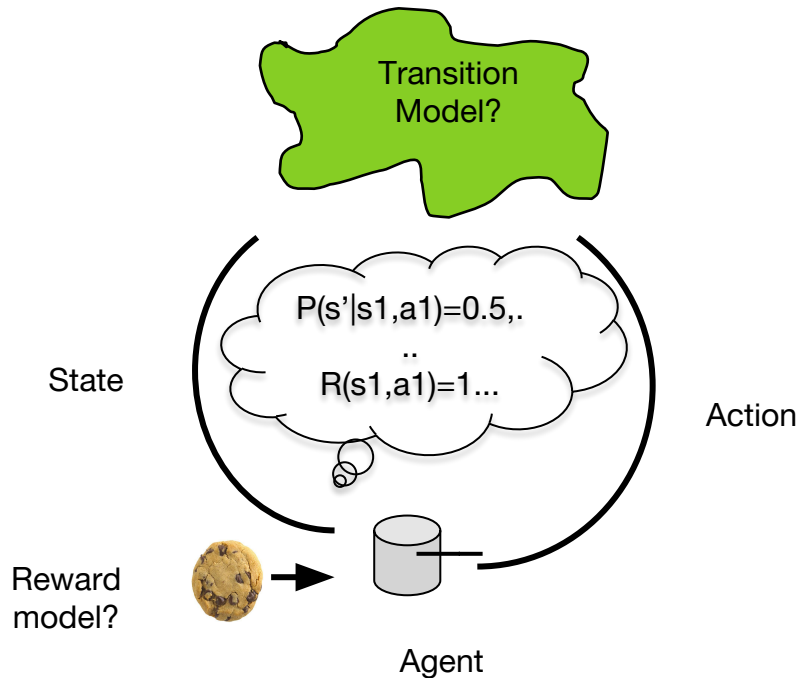 Transition
Model?
P(s’|s1,a1)=0.5,.
..
R(s1,a1)=1...
State
Action
Reward
model?
Agent